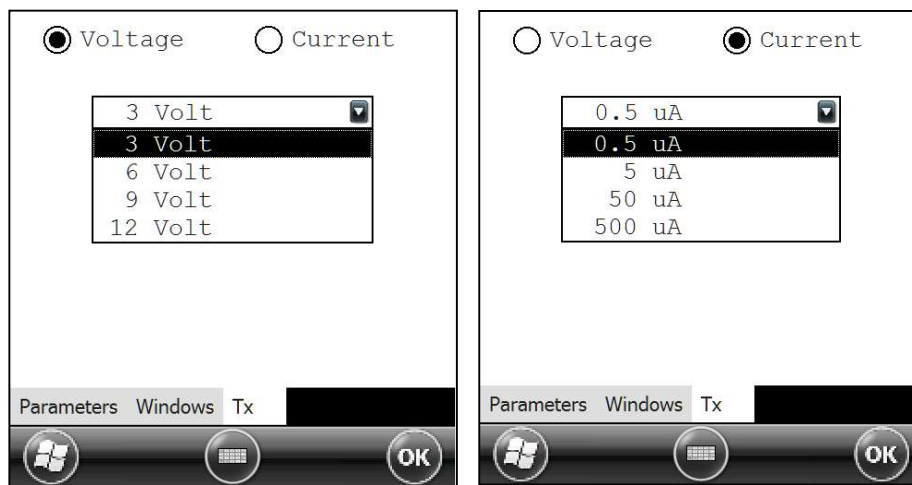 Voltage Current
3 Volt
3 Volt
6 Volt
9 Volt
12 Volt
Parameters Windows Tx
OK
Voltage Current
0.5 uA
0.5 uA
5 uA
50 uA
500 uA
Parameters Windows Tx
OK